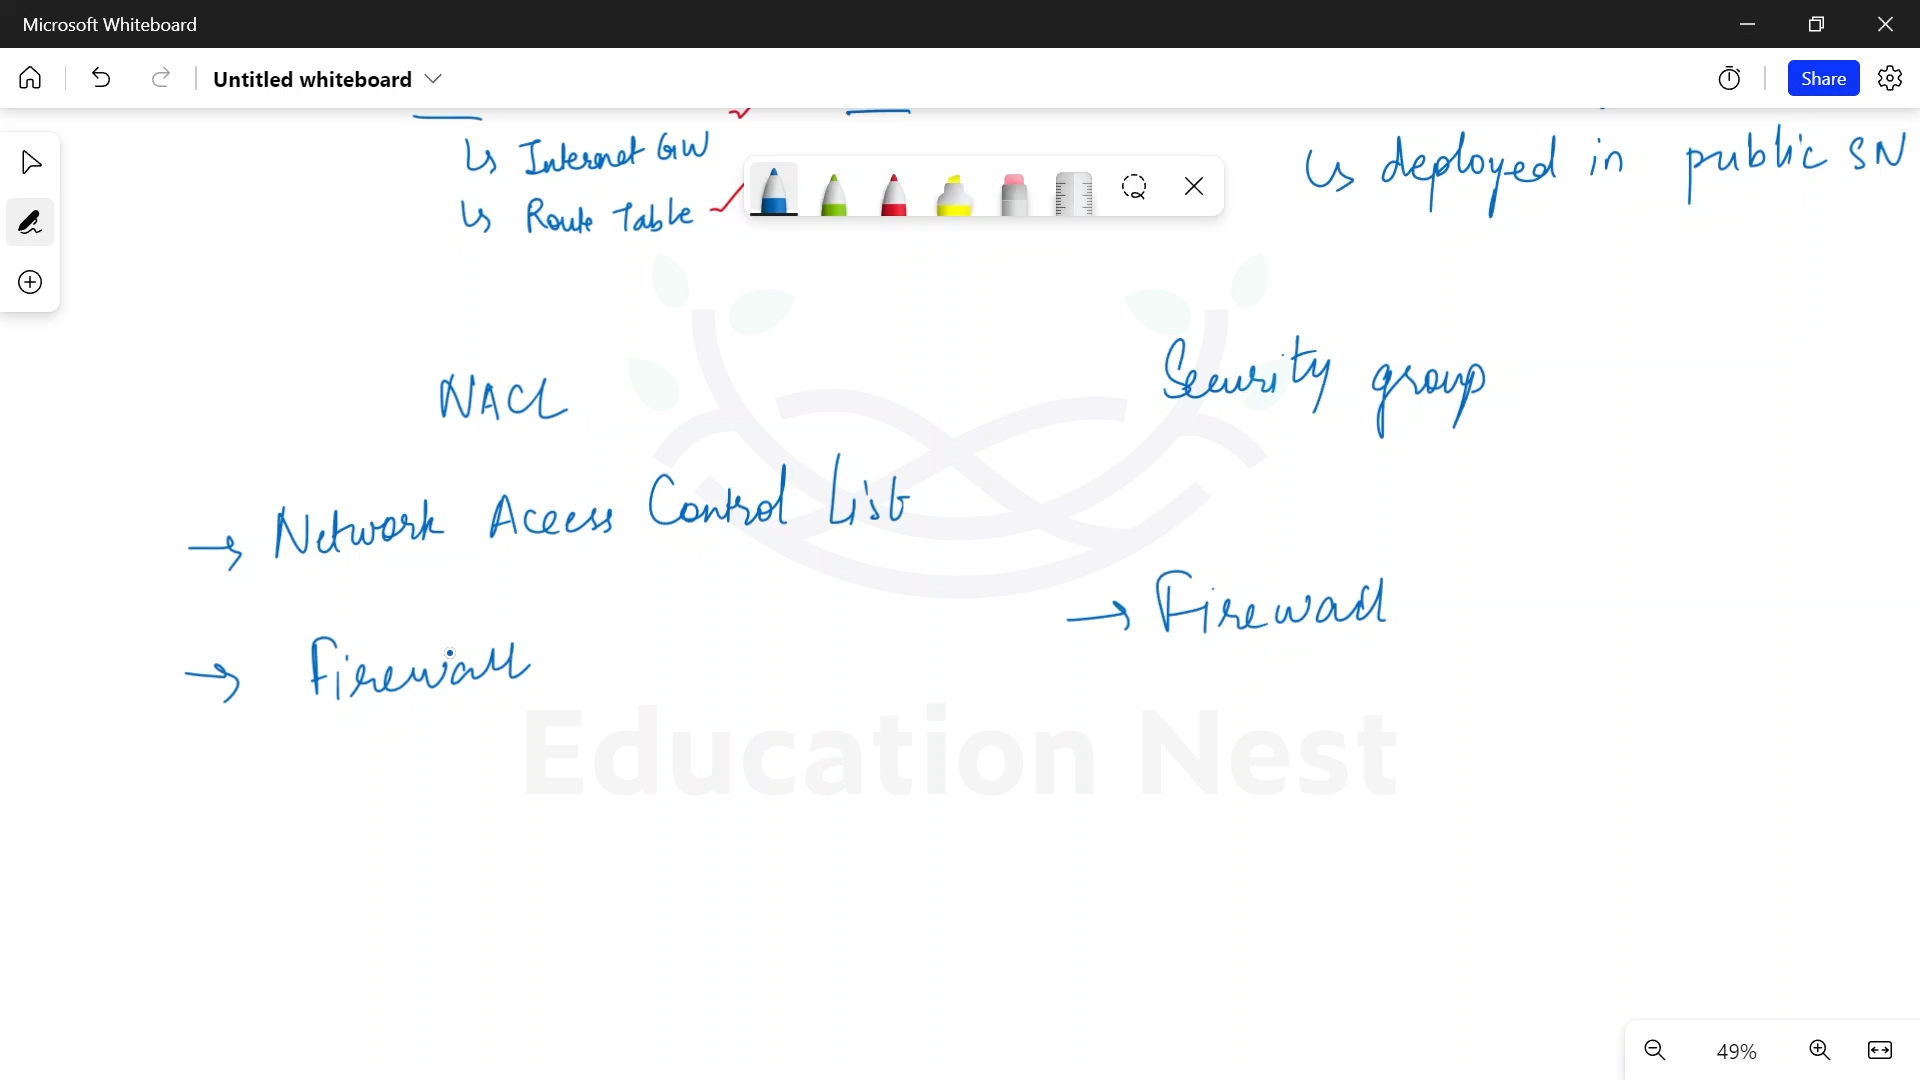 Microsoft Whiteboard
Untitled whiteboard
Share
↳ Internet GW
↳ Route Table
↳ deployed in public SN
NACL
Security group
→ Network Access Control List
→ Firewall
→ Firewall
Education Nest
49%